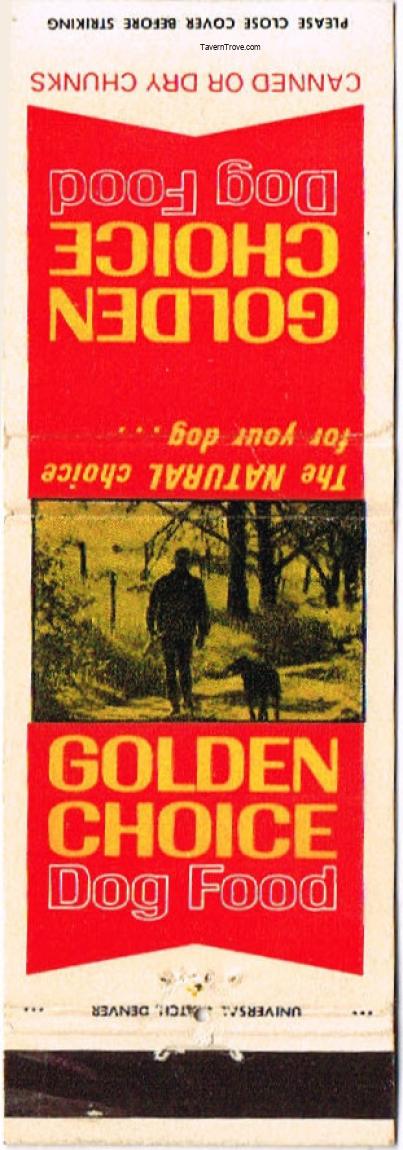 PLEASE CLOSE COVER BEFORE STRIKING
TavernTrove.com
CANNED OR DRY CHUNKS
GOLDEN
CHOICE
Dog Food
The NATURAL choice
for your dog . . . .
GOLDEN
CHOICE
Dog Food
... UNIVERSAL MATCH, DENVER ...